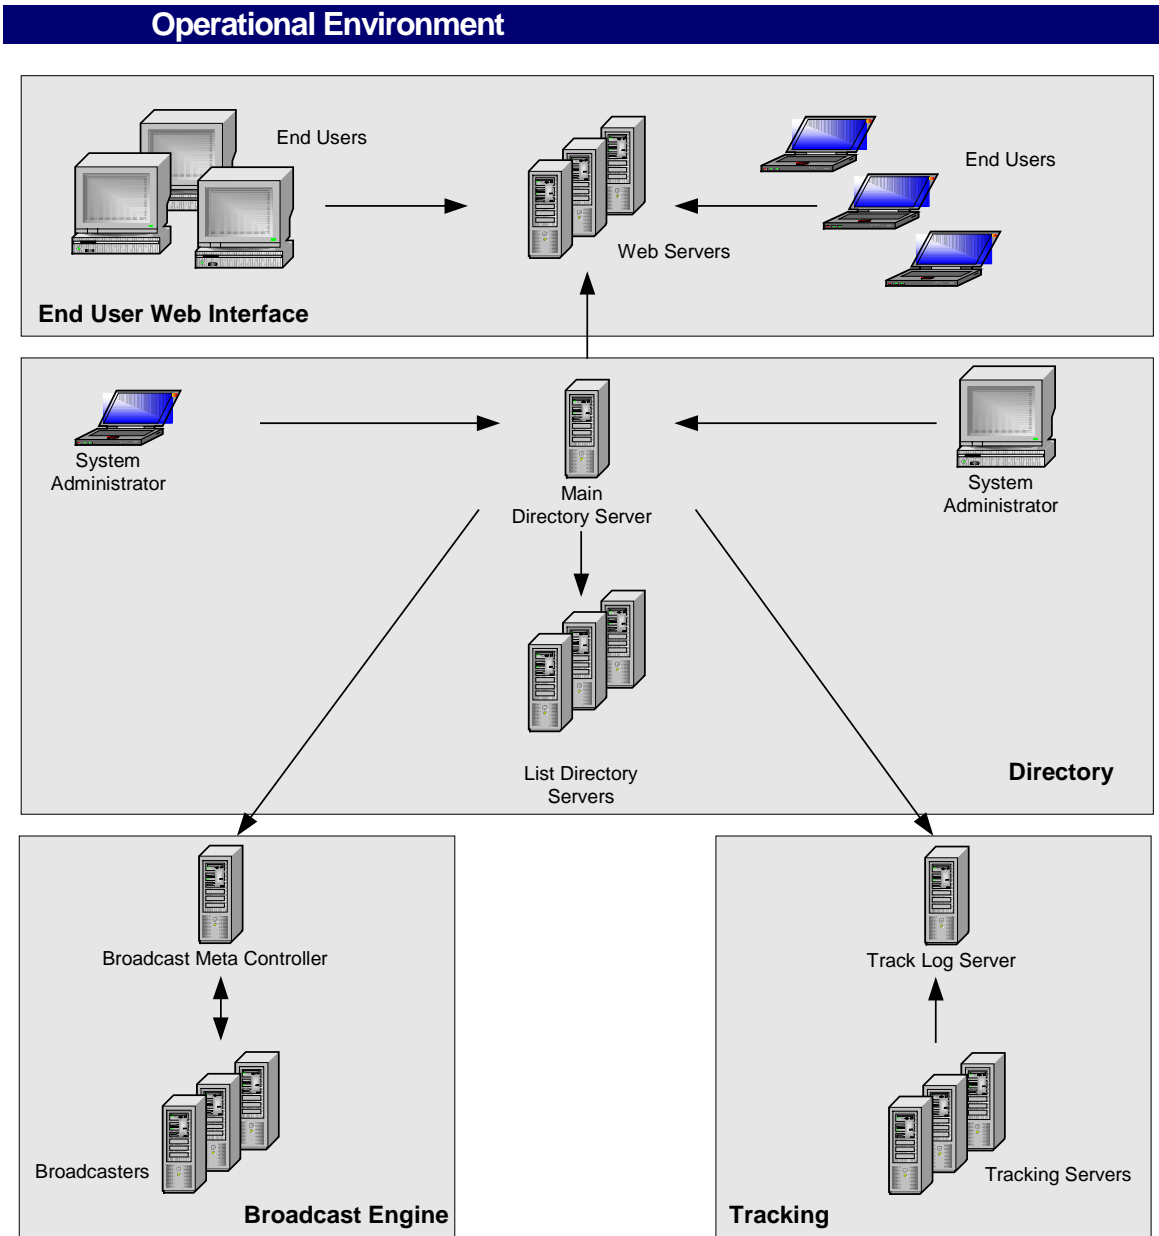 Operational Environment
End Users
End Users
Web Servers
End User Web Interface
System
Administrator
System
Administrator
Main
Directory Server
List Directory
Servers
Directory
Broadcast Meta Controller
Track Log Server
Broadcasters
Tracking Servers
Broadcast Engine
Tracking